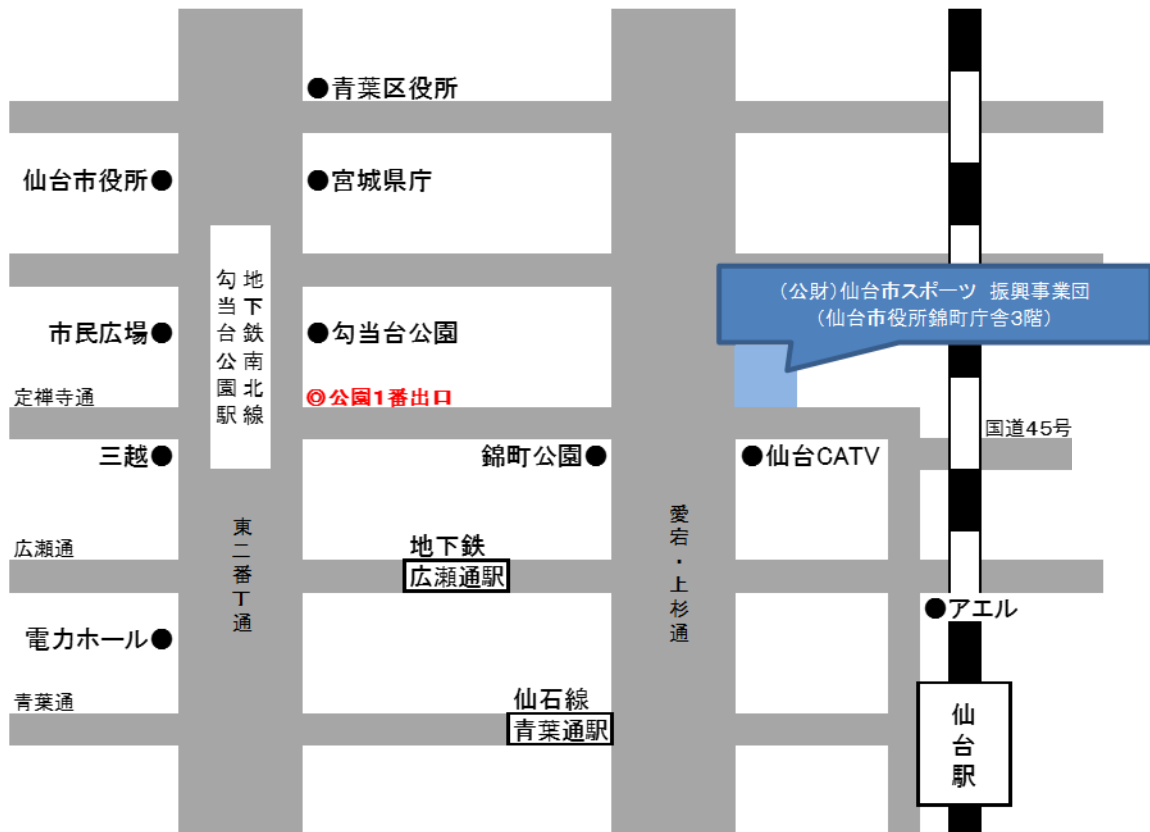 ●青葉区役所
仙台市役所●
●宮城県庁
地下鉄南北線
勾当台公園駅
(公財)仙台市スポーツ 振興事業団
(仙台市役所錦町庁舎3階)
市民広場●
●勾当台公園
定禅寺通
◎公園1番出口
国道45号
三越●
錦町公園●
●仙台CATV
東二番丁通
愛宕・上杉通
広瀬通
地下鉄
広瀬通駅
●アエル
電力ホール●
青葉通
仙石線
青葉通駅
仙台駅